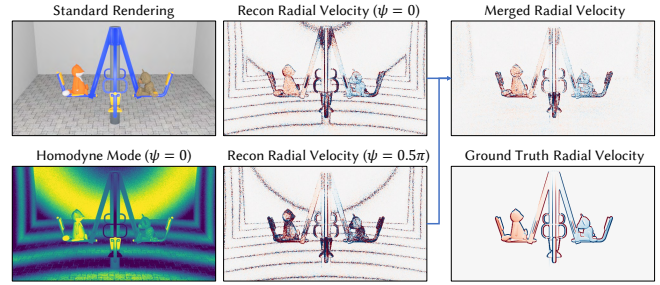 Standard Rendering
Recon Radial Velocity (ψ = 0)
Merged Radial Velocity
Homodyne Mode (ψ = 0)
Recon Radial Velocity (ψ = 0.5π)
Ground Truth Radial Velocity